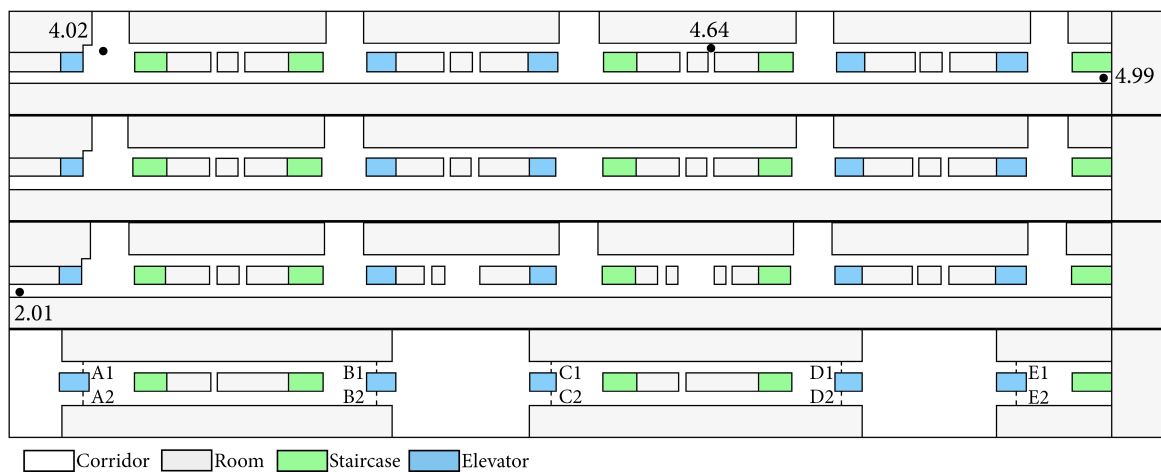 4.02
4.64
4.99
2.01
A1 B1 C1 D1 E1
A2 B2 C2 D2 E2
Corridor Room Staircase Elevator